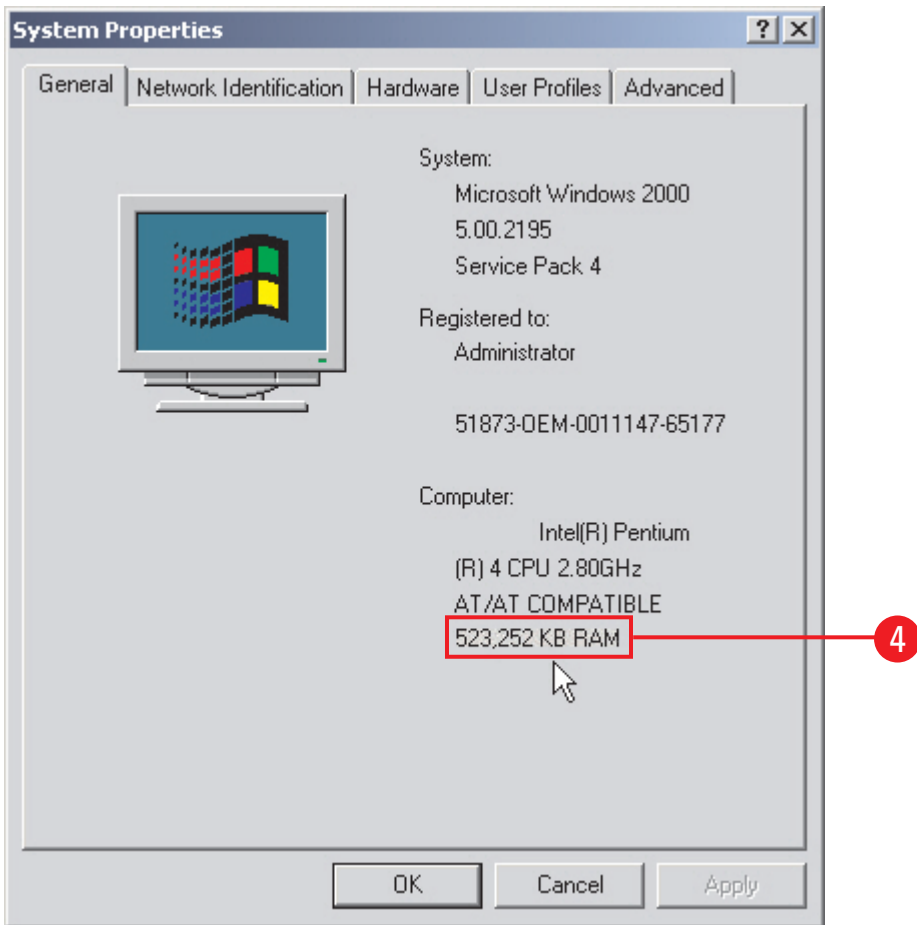 System Properties
General Network Identification Hardware User Profiles Advanced
System:
Microsoft Windows 2000
5.00.2195
Service Pack 4
Registered to:
Administrator
51873-OEM-0011147-65177
Computer:
Intel(R) Pentium
(R) 4 CPU 2.80GHz
AT/AT COMPATIBLE
523,252 KB RAM
4
OK Cancel Apply